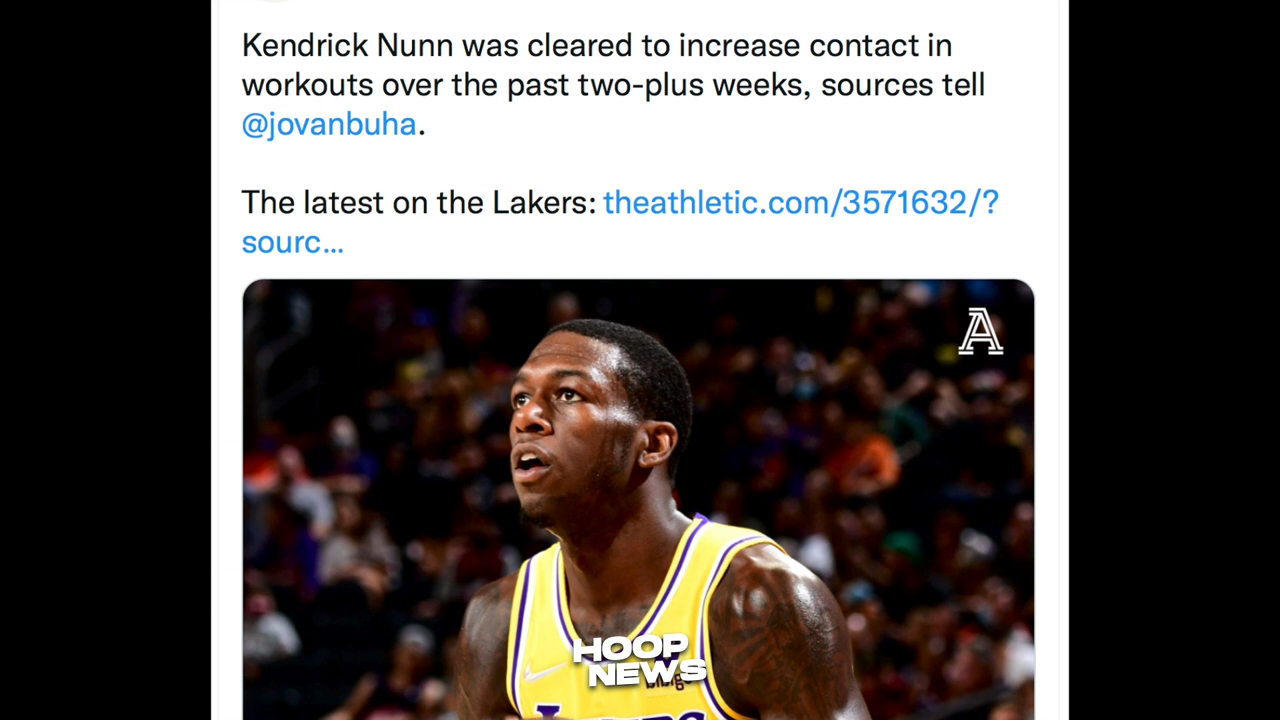 Kendrick Nunn was cleared to increase contact in
workouts over the past two-plus weeks, sources tell
@jovanbuha.
The latest on the Lakers: theathletic.com/3571632/?
sourc...
A
HOOP
NEWS
LAKERS